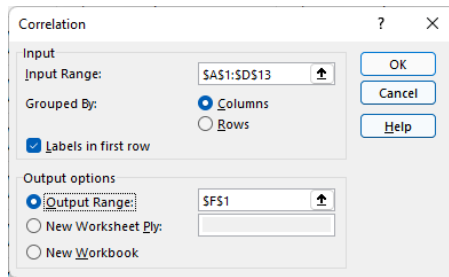 Correlation
? X
Input
Input Range:
$A$1:$D$13
OK
Grouped By:
Columns
Cancel
Rows
Help
Labels in first row
Output options
Output Range:
$F$1
New Worksheet Ply:
New Workbook